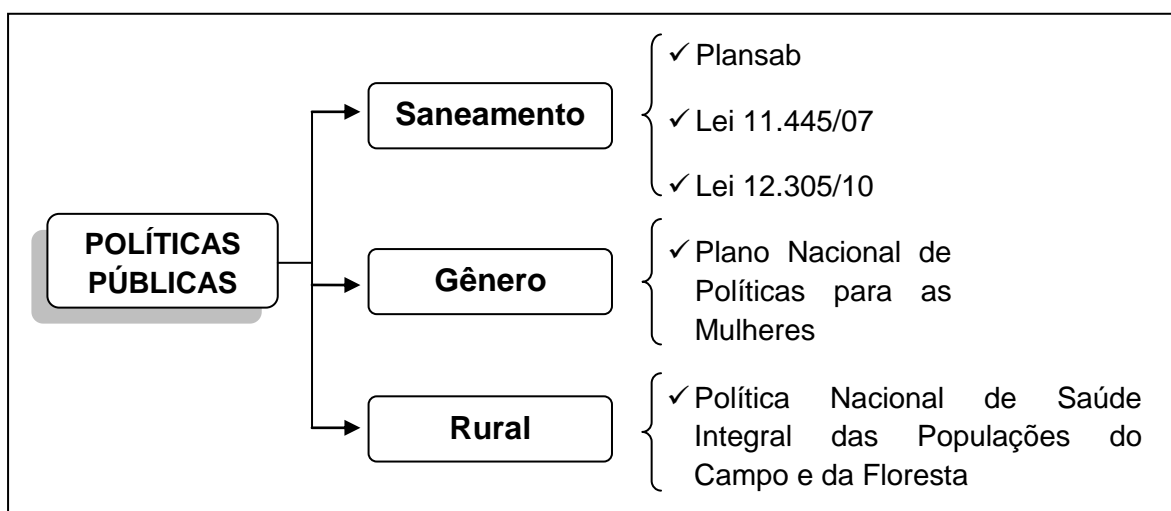 POLÍTICAS
PÚBLICAS
Saneamento
✓ Plansab
✓ Lei 11.445/07
✓ Lei 12.305/10
Gênero
✓ Plano Nacional de
Políticas para as
Mulheres
Rural
✓ Política Nacional de Saúde
Integral das Populações do
Campo e da Floresta